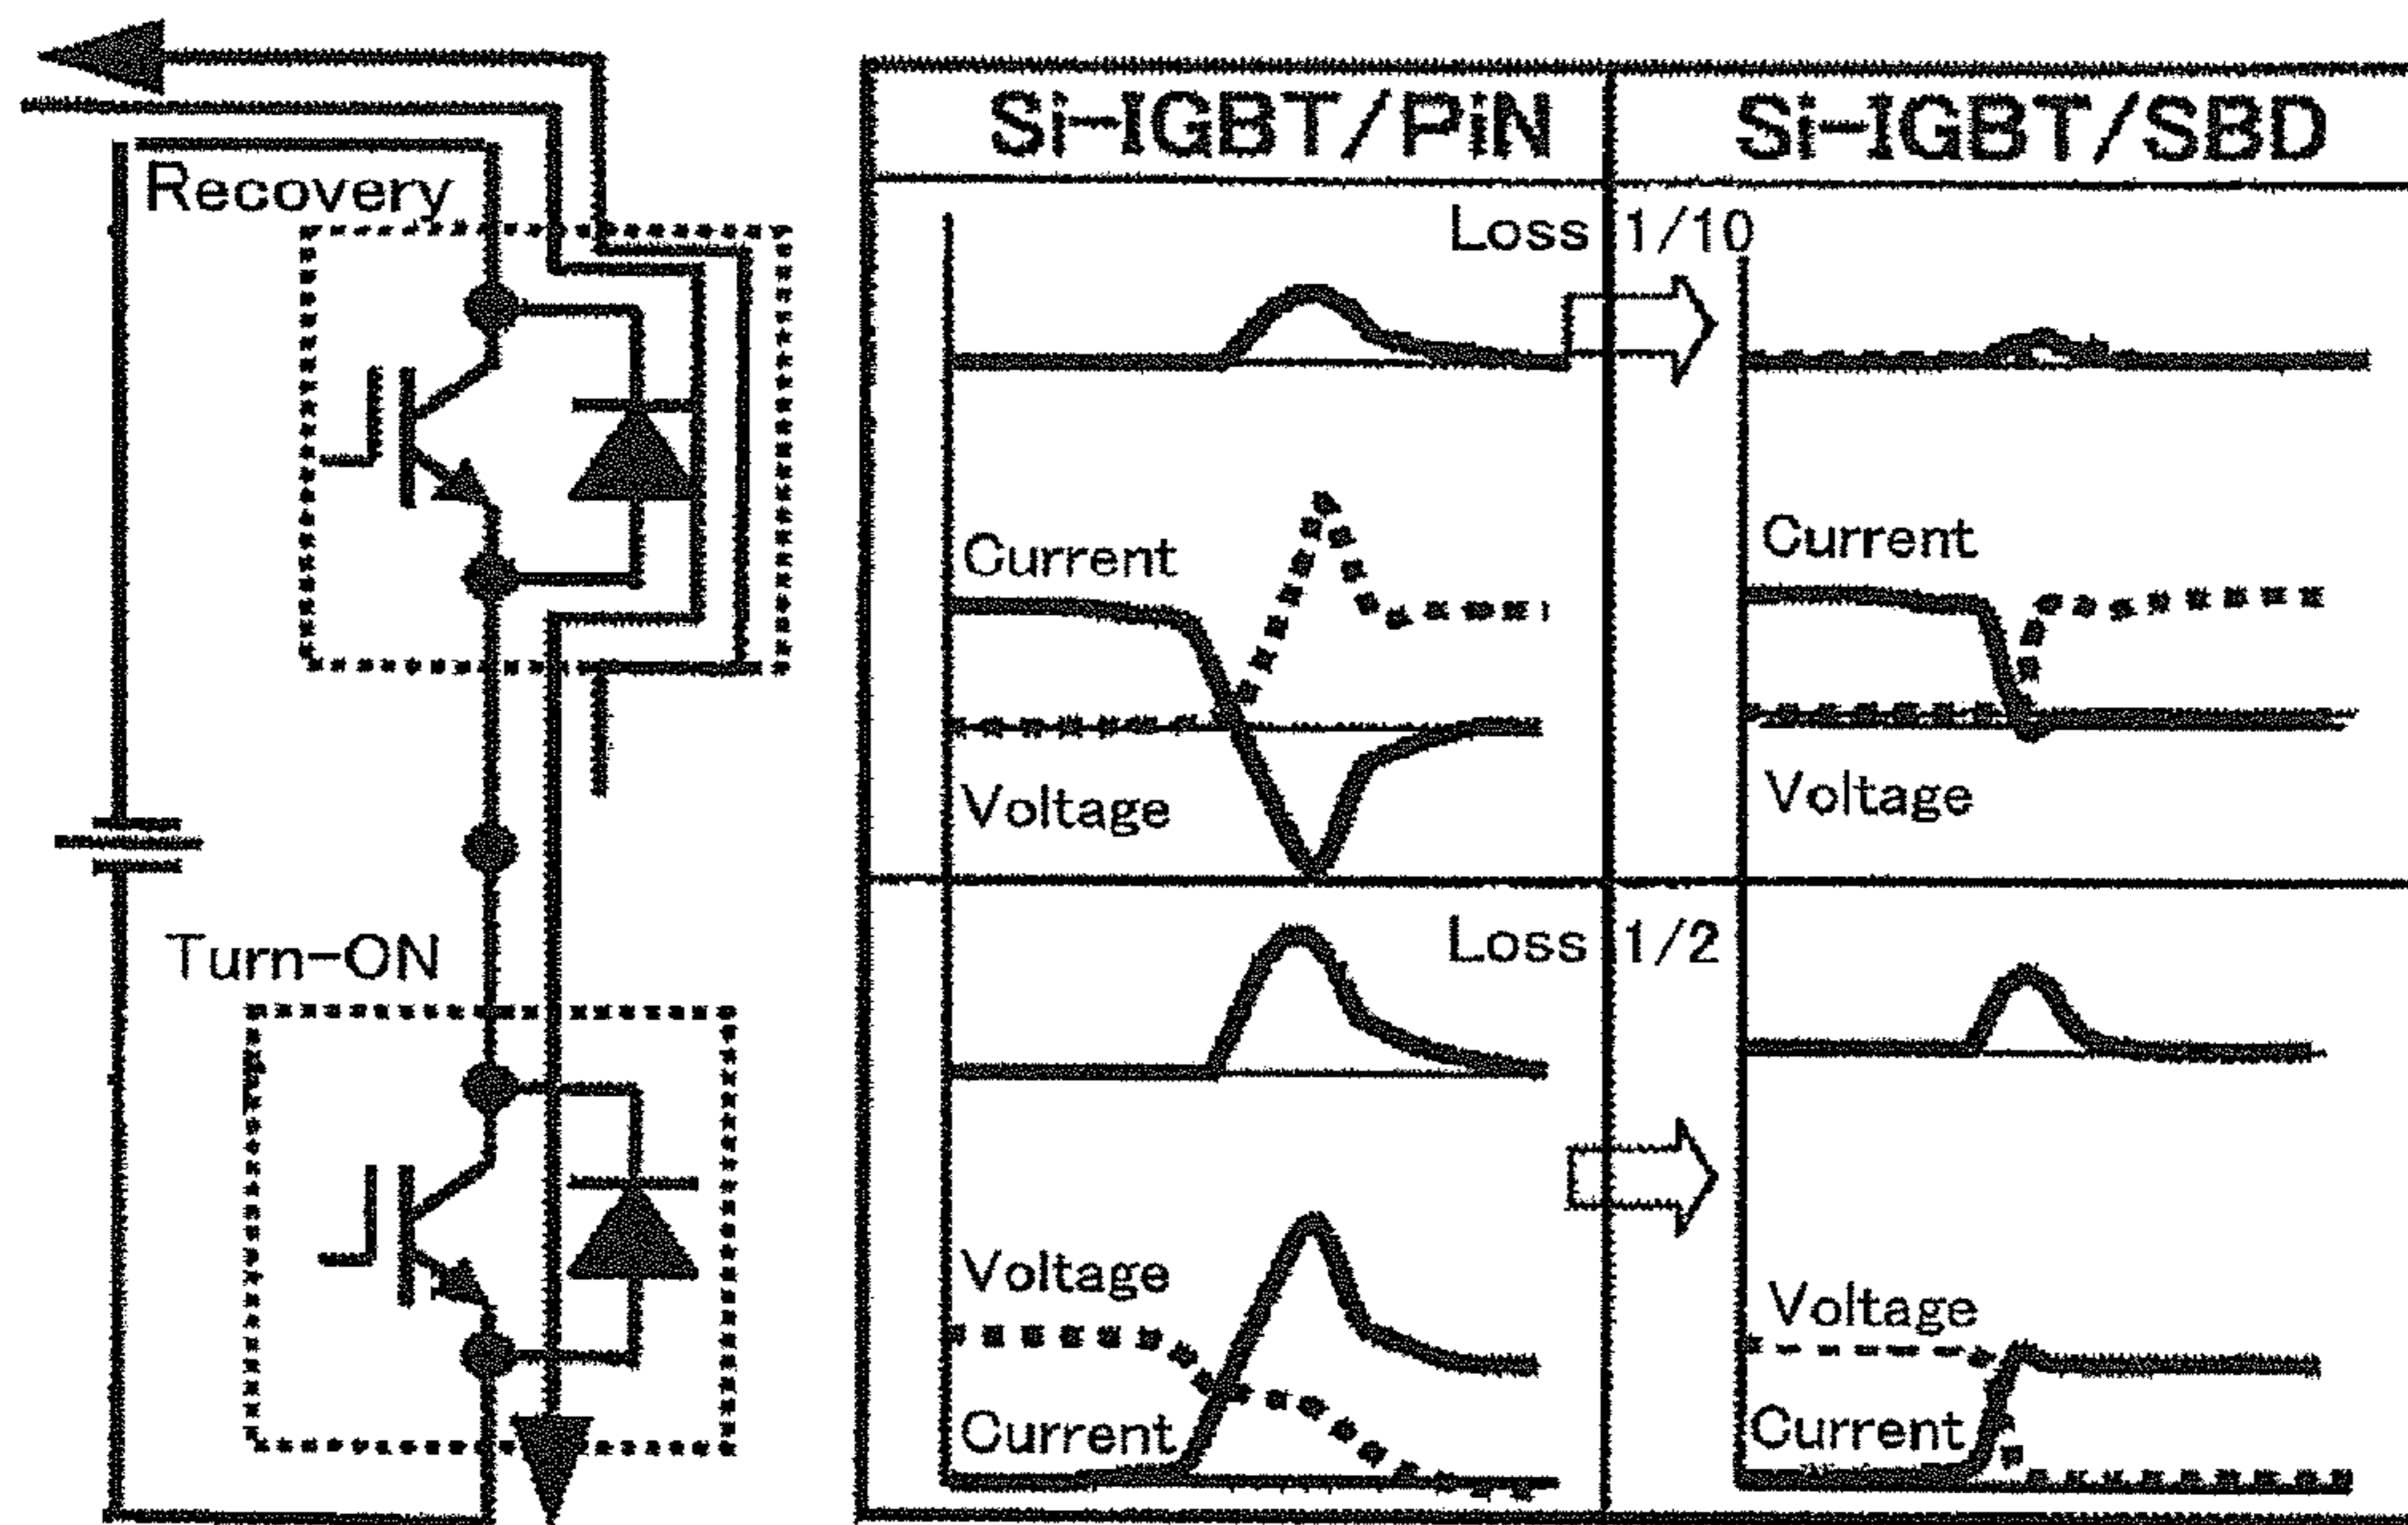 Recovery
Turn-ON
Si-IGBT/PiN
Si-IGBT/SBD
Loss 1/10
Current
Voltage
Current
Voltage
Loss 1/2
Voltage
Current
Voltage
Current